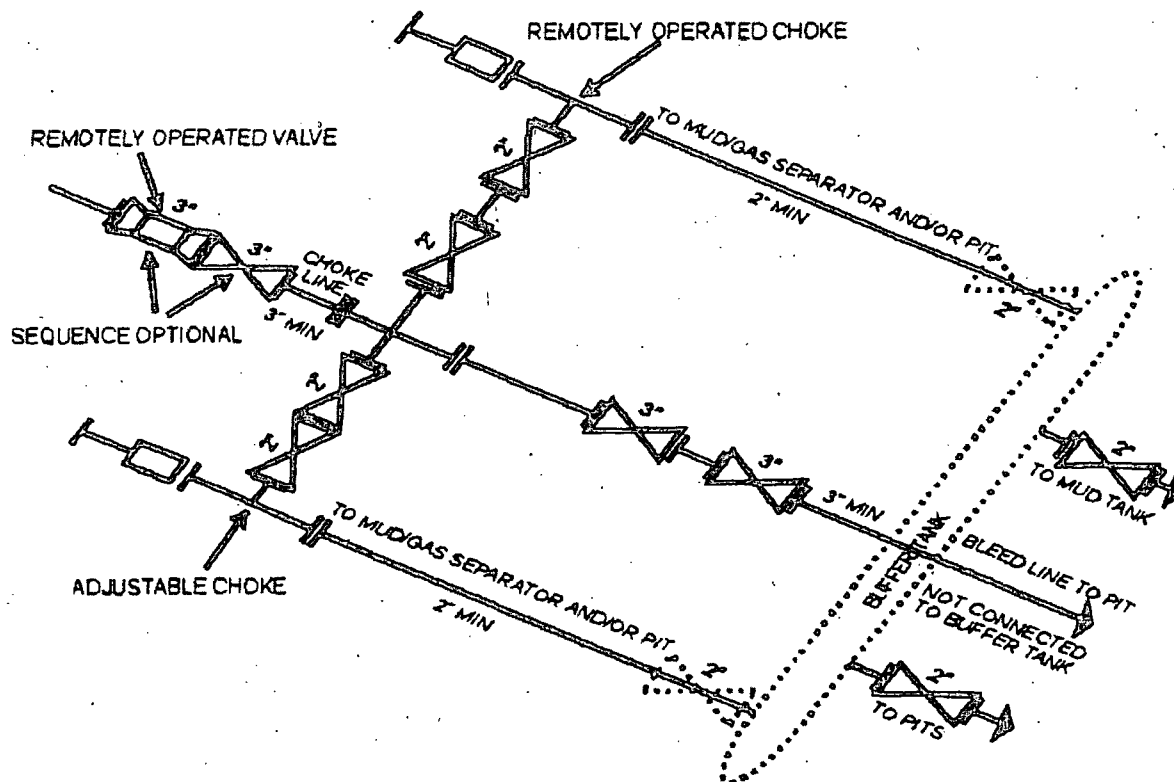 REMOTELY OPERATED CHOKE
REMOTELY OPERATED VALVE
TO MUD/GAS SEPARATOR AND/OR PIT
2" MIN
2"
3"
3"
CHOKE
LINE
3" MIN
SEQUENCE OPTIONAL
3"
3"
3" MIN
2"
TO MUD TANK
BUFFER TANK
BLEED LINE TO PIT
NOT CONNECTED
TO BUFFER TANK
ADJUSTABLE CHOKE
TO MUD/GAS SEPARATOR AND/OR PIT
2" MIN
2"
2"
TO PITS